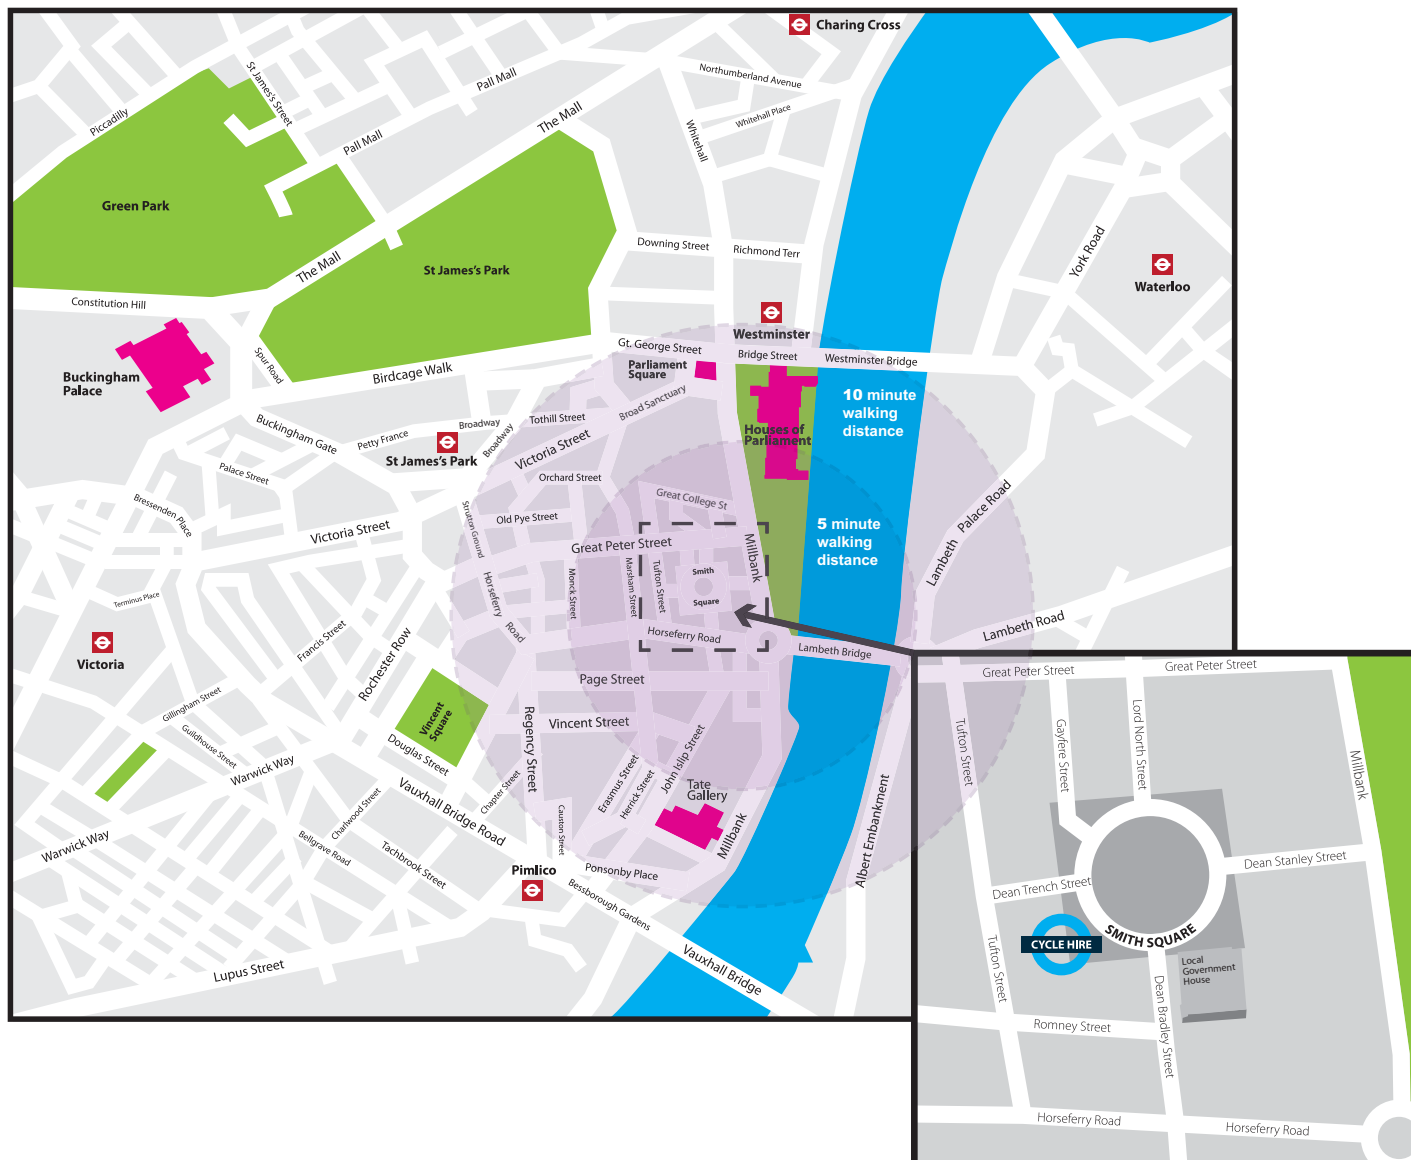 Charing Cross
Northumberland Avenue
Whitehall Place
Whitehall
St James's Street
Pall Mall
Pall Mall
Piccadilly
The Mall
Green Park
The Mall
St James's Park
Constitution Hill
Downing Street
Richmond Terr
York Road
Waterloo
Westminster
Gt. George Street
Bridge Street
Westminster Bridge
Parliament
Square
Buckingham
Palace
Spur Road
Birdcage Walk
Broad Sanctuary
10 minute
walking
distance
Houses of
Parliament
Buckingham Gate
Petty France
Broadway
Broadway
Tothill Street
Victoria Street
St James's Park
Palace Street
Orchard Street
Great College St
Bressenden Place
Victoria Street
Strutton Ground
Old Pye Street
Great Peter Street
Millbank
5 minute
walking
distance
Lambeth
Palace Road
Monck Street
Marsham Street
Tufton Street
Smith
Square
Horseferry
Road
Horseferry Road
Lambeth Bridge
Lambeth Road
Terminus Place
Victoria
Francis Street
Rochester Row
Page Street
Gillingham Street
Guildhouse Street
Vincent
Square
Regency Street
Vincent Street
Warwick Way
Douglas Street
Vauxhall Bridge Road
Chapter Street
Erasmus Street
Herrick Street
John Islip Street
Tate
Gallery
Millbank
Albert Embankment
Warwick Way
Bellgrave Road
Charlwood Street
Tachbrook Street
Causton Street
Pimlico
Ponsonby Place
Bessborough Gardens
Vauxhall Bridge
Lupus Street
Great Peter Street
Great Peter Street
Tufton Street
Gayfere Street
Lord North Street
Millbank
Dean Stanley Street
Dean Trench Street
CYCLE HIRE
SMITH SQUARE
Tufton Street
Local
Government
House
Dean Bradley Street
Romney Street
Horseferry Road
Horseferry Road